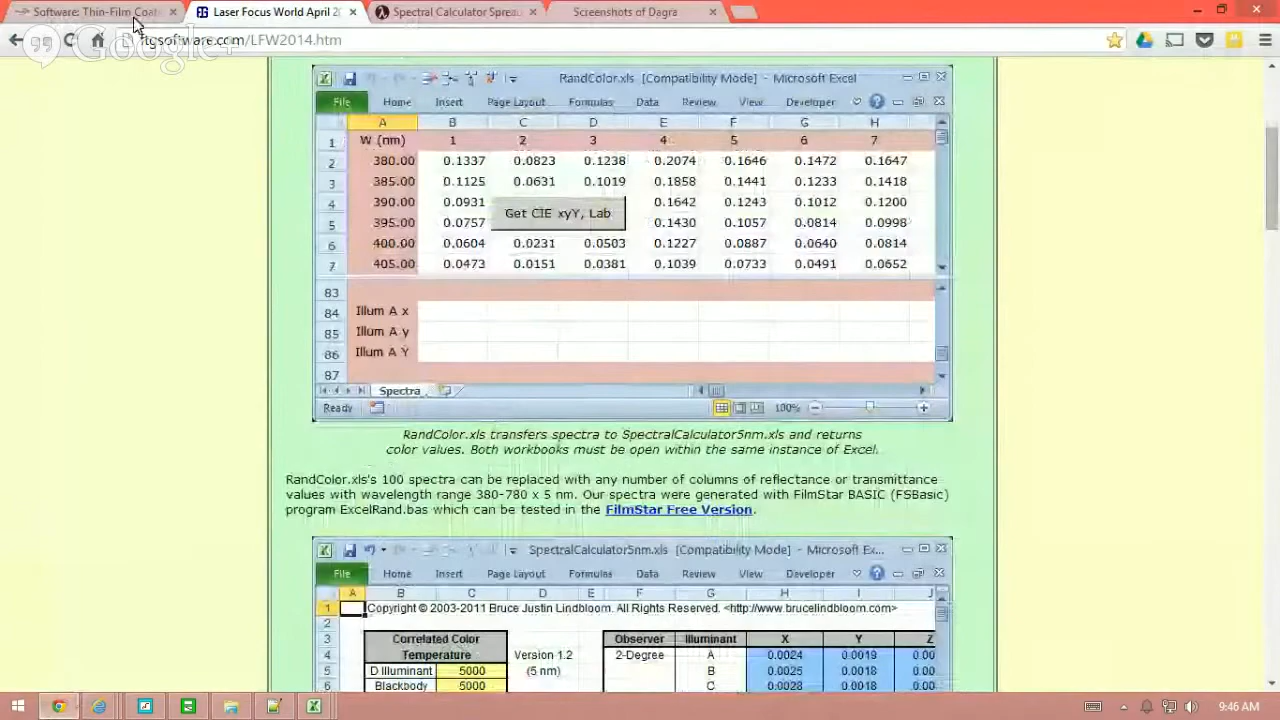 Software: Thin-Film Coat
Laser Focus World April 2
Spectral Calculator Sprea
Screenshots of Dagra
Google+
ftgsoftware.com/LFW2014.htm
RandColor.xls [Compatibility Mode] - Microsoft Excel
File Home Insert Page Layout Formulas Data Review View Developer
A B C D E F G H
1 W (nm) 1 2 3 4 5 6 7
2 380.00 0.1337 0.0823 0.1238 0.2074 0.1646 0.1472 0.1647
3 385.00 0.1125 0.0631 0.1019 0.1858 0.1441 0.1233 0.1418
4 390.00 0.0931 0.1642 0.1243 0.1012 0.1200
Get CIE xyY, Lab
5 395.00 0.0757 0.1430 0.1057 0.0814 0.0998
6 400.00 0.0604 0.0231 0.0503 0.1227 0.0887 0.0640 0.0814
7 405.00 0.0473 0.0151 0.0381 0.1039 0.0733 0.0491 0.0652
83
84 Illum A x
85 Illum A y
86 Illum A Y
87
Spectra
Ready 100%
RandColor.xls transfers spectra to SpectralCalculator5nm.xls and returns
color values. Both workbooks must be open within the same instance of Excel.
RandColor.xls's 100 spectra can be replaced with any number of columns of reflectance or transmittance
values with wavelength range 380-780 x 5 nm. Our spectra were generated with FilmStar BASIC (FSBasic)
program ExcelRand.bas which can be tested in the FilmStar Free Version.
SpectralCalculator5nm.xls [Compatibility Mode] - Microsoft Ex...
File Home Insert Page Layout Formulas Data Review View Developer
A B C D E F G H I J
1 Copyright © 2003-2011 Bruce Justin Lindbloom. All Rights Reserved. <http://www.brucelindbloom.com>
2
3 Correlated Color Observer Illuminant X Y Z
4 Temperature Version 1.2 2-Degree A 0.0024 0.0019 0.00
5 D Illuminant 5000 (5 nm) B 0.0025 0.0018 0.00
6 Blackbody 5000 C 0.0028 0.0018 0.00
9:46 AM